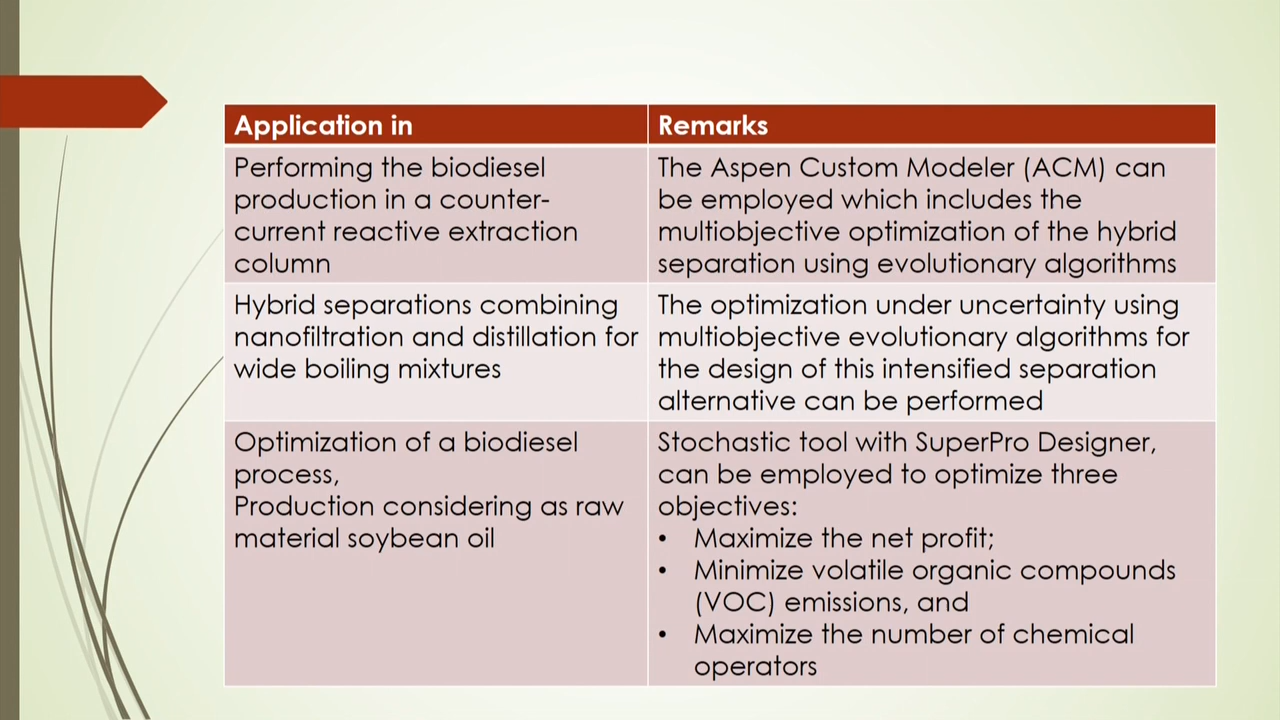 Application in
Remarks
Performing the biodiesel
production in a counter-
current reactive extraction
column
The Aspen Custom Modeler (ACM) can
be employed which includes the
multiobjective optimization of the hybrid
separation using evolutionary algorithms
Hybrid separations combining
nanofiltration and distillation for
wide boiling mixtures
The optimization under uncertainty using
multiobjective evolutionary algorithms for
the design of this intensified separation
alternative can be performed
Optimization of a biodiesel
process,
Production considering as raw
material soybean oil
Stochastic tool with SuperPro Designer,
can be employed to optimize three
objectives:
• Maximize the net profit;
• Minimize volatile organic compounds
(VOC) emissions, and
• Maximize the number of chemical
operators